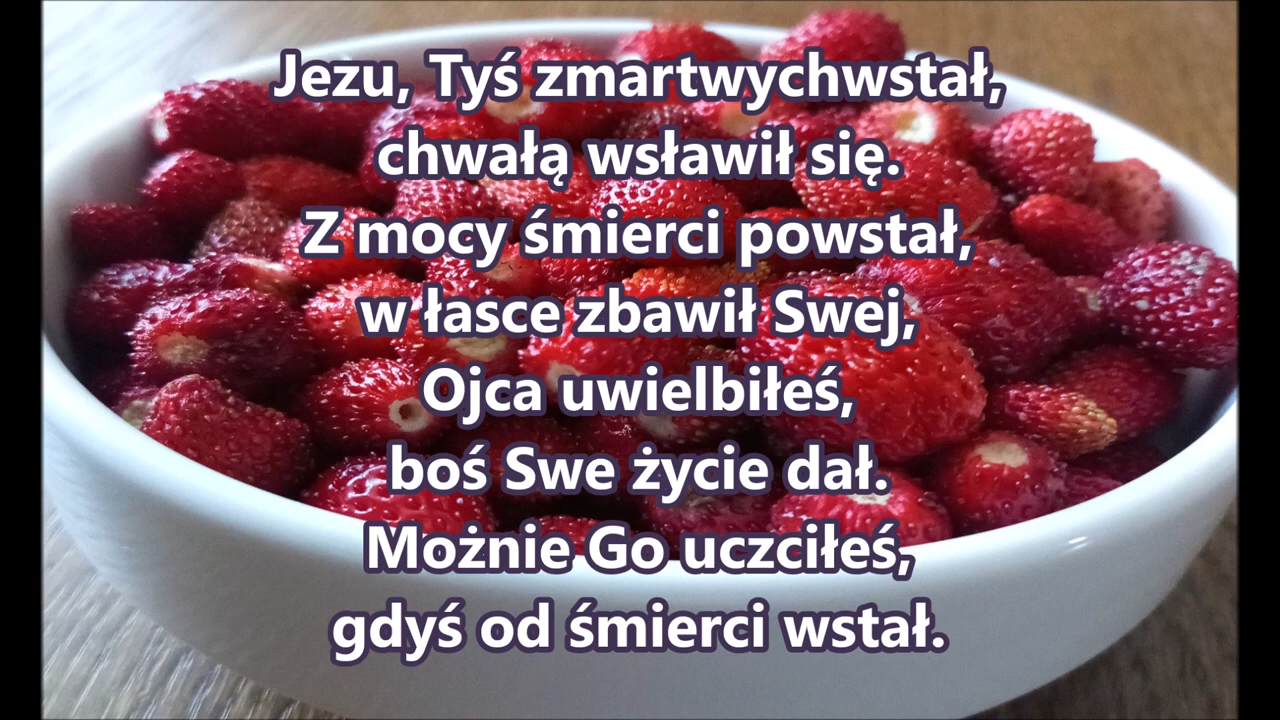 Jezu, Tyś zmartwychwstał,
chwałą wsławił się.
Z mocy śmierci powstał,
w łasce zbawił Swej,
Ojca uwielbiłeś,
boś Swe życie dał.
Możnie Go uczciłeś,
gdyś od śmierci wstał.